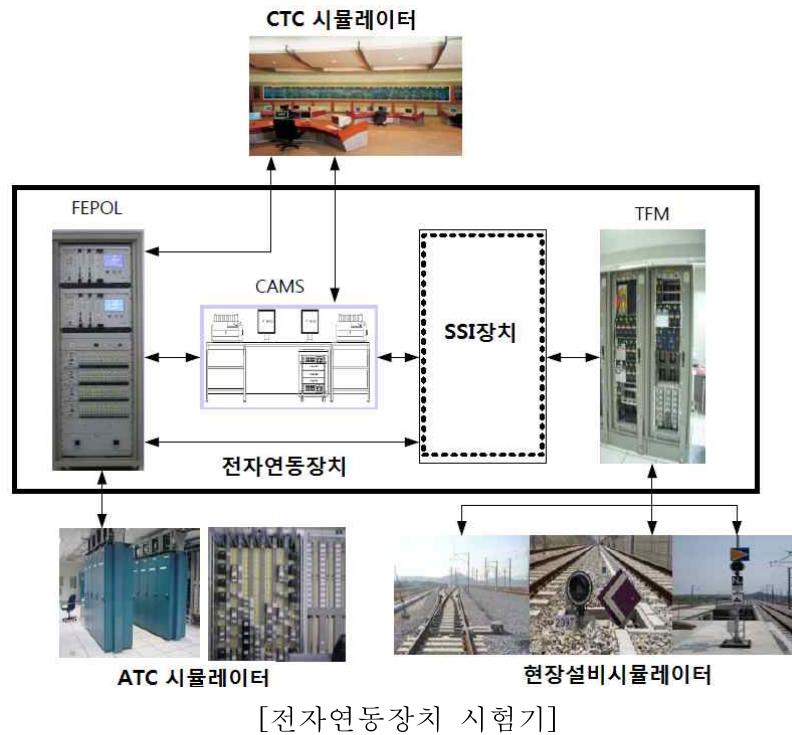 CTC 시뮬레이터
FEPOL
TFM
CAMS
SSI장치
전자연동장치
2097
ATC 시뮬레이터
현장설비시뮬레이터
[전자연동장치 시험기]